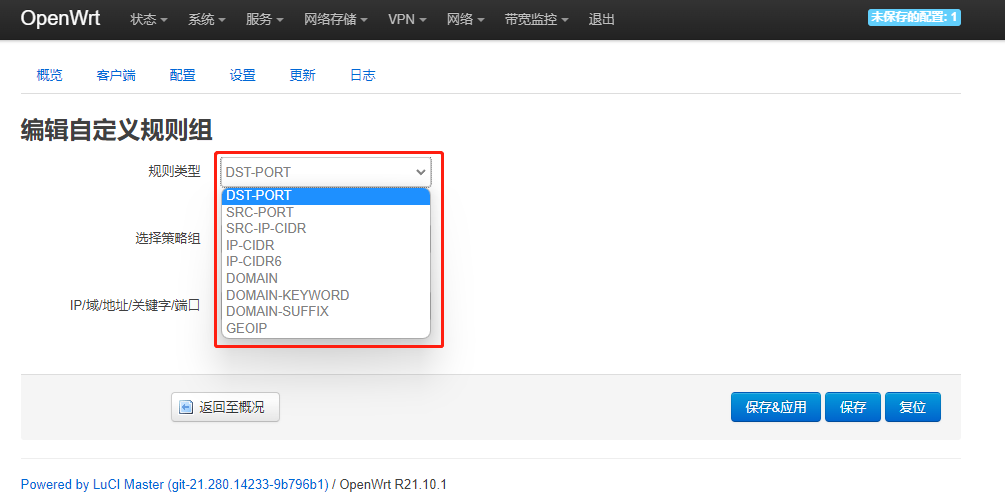 OpenWrt 状态 系统 服务 网络存储 VPN 网络 带宽监控 退出 未保存的配置: 1
概览 客户端 配置 设置 更新 日志
编辑自定义规则组
规则类型 DST-PORT
DST-PORT
SRC-PORT
SRC-IP-CIDR
选择策略组
IP-CIDR
IP-CIDR6
DOMAIN
DOMAIN-KEYWORD
IP/域/地址/关键字/端口
DOMAIN-SUFFIX
GEOIP
返回至概况 保存&应用 保存 复位
Powered by LuCI Master (git-21.280.14233-9b796b1) / OpenWrt R21.10.1